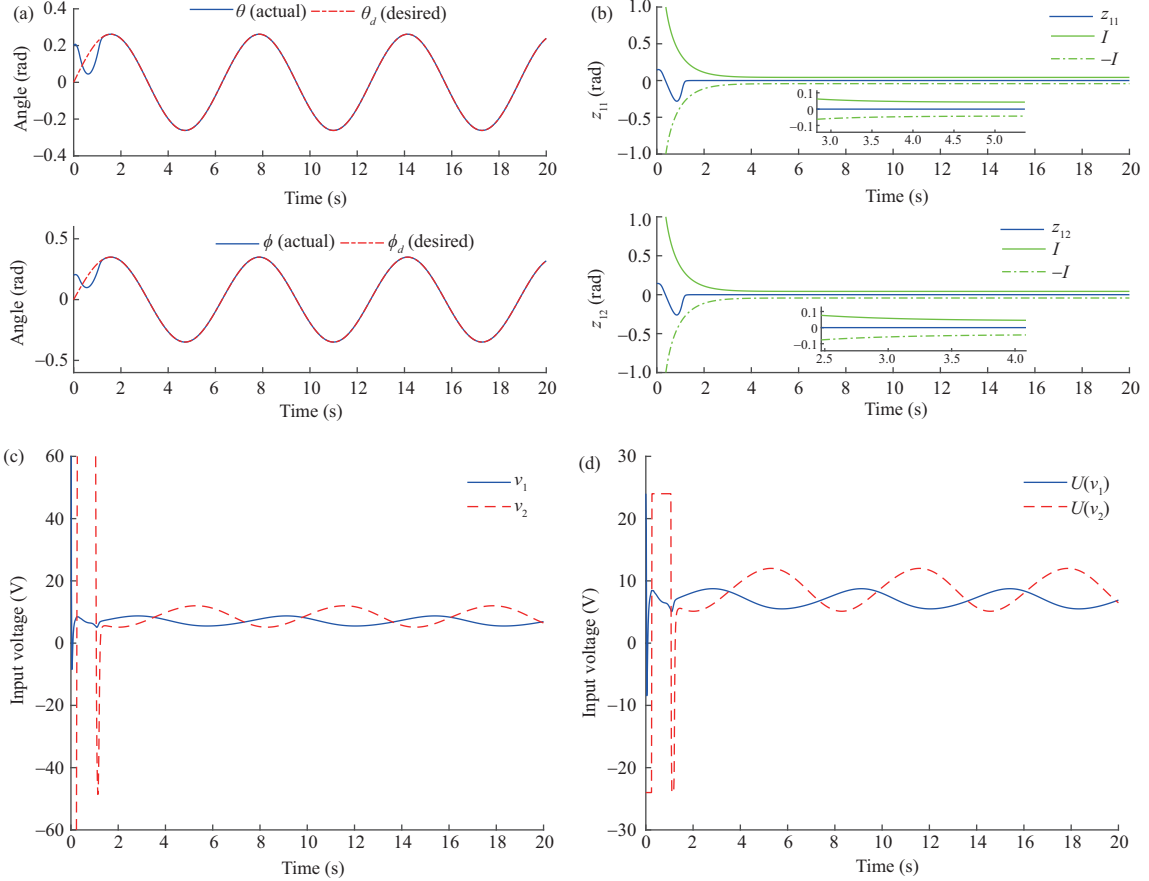 (a)
0.4
0.2
0
−0.2
−0.4
Angle (rad)
θ (actual)
θd (desired)
0 2 4 6 8 10 12 14 16 18 20
Time (s)
0.5
0
−0.5
Angle (rad)
ϕ (actual)
ϕd (desired)
0 2 4 6 8 10 12 14 16 18 20
Time (s)
(b)
1.0
0.5
0
−0.5
−1.0
z11 (rad)
z11
I
−I
0.1
0
−0.1
3.0 3.5 4.0 4.5 5.0
0 2 4 6 8 10 12 14 16 18 20
Time (s)
1.0
0.5
0
−0.5
−1.0
z12 (rad)
z12
I
−I
0.1
0
−0.1
2.5 3.0 3.5 4.0
0 2 4 6 8 10 12 14 16 18 20
Time (s)
(c)
60
40
20
0
−20
−40
−60
Input voltage (V)
v1
v2
0 2 4 6 8 10 12 14 16 18 20
Time (s)
(d)
30
20
10
0
−10
−20
−30
Input voltage (V)
U(v1)
U(v2)
0 2 4 6 8 10 12 14 16 18 20
Time (s)